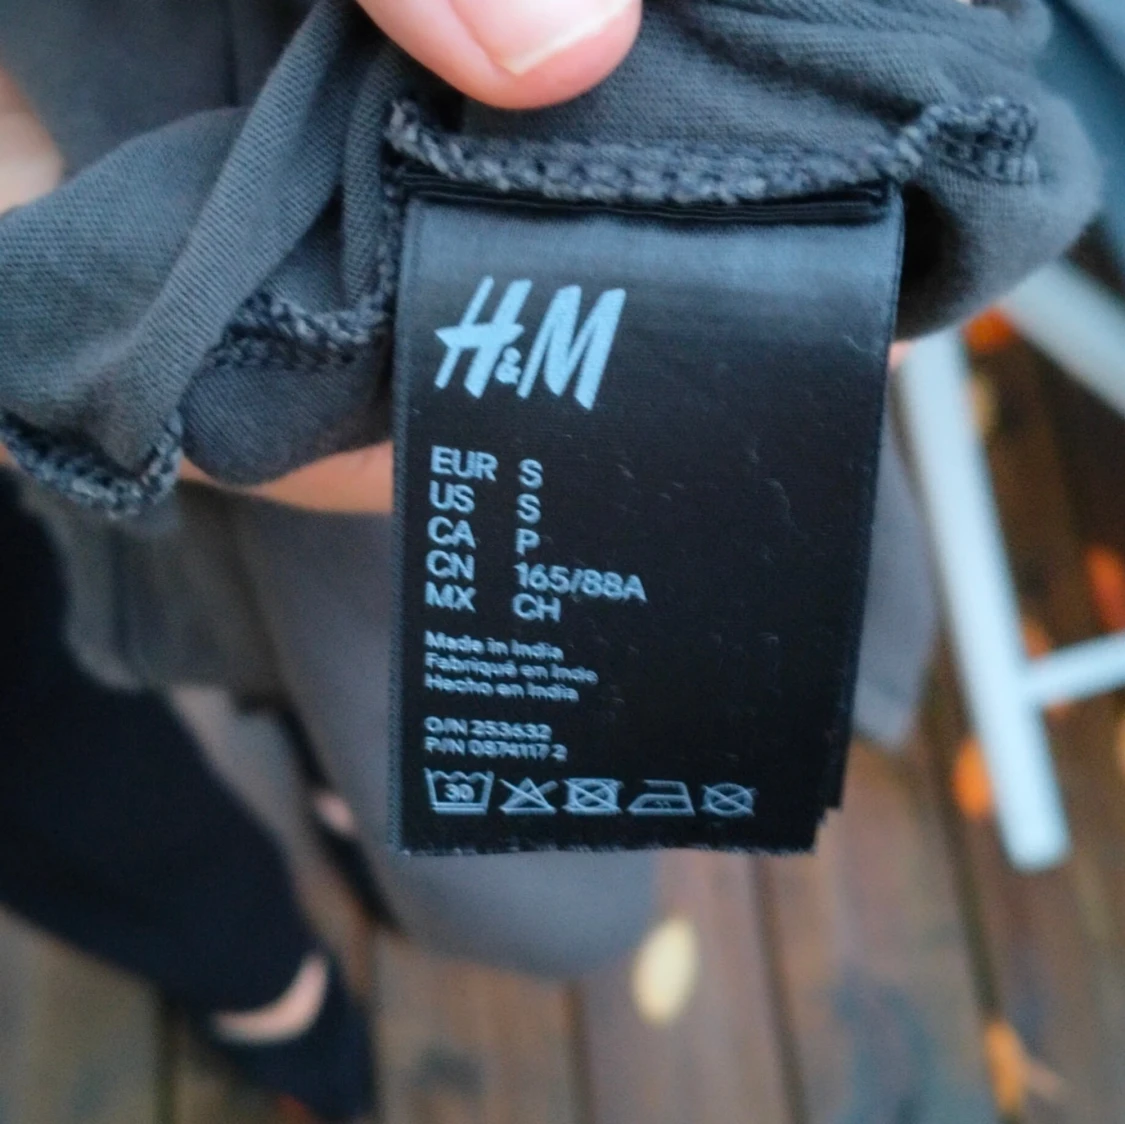 H&M
EUR S
US S
CA P
CN 165/88A
MX CH
Made in India
Fabriqué en Inde
Hecho en India
O/N 253632
P/N 0874117 2
30